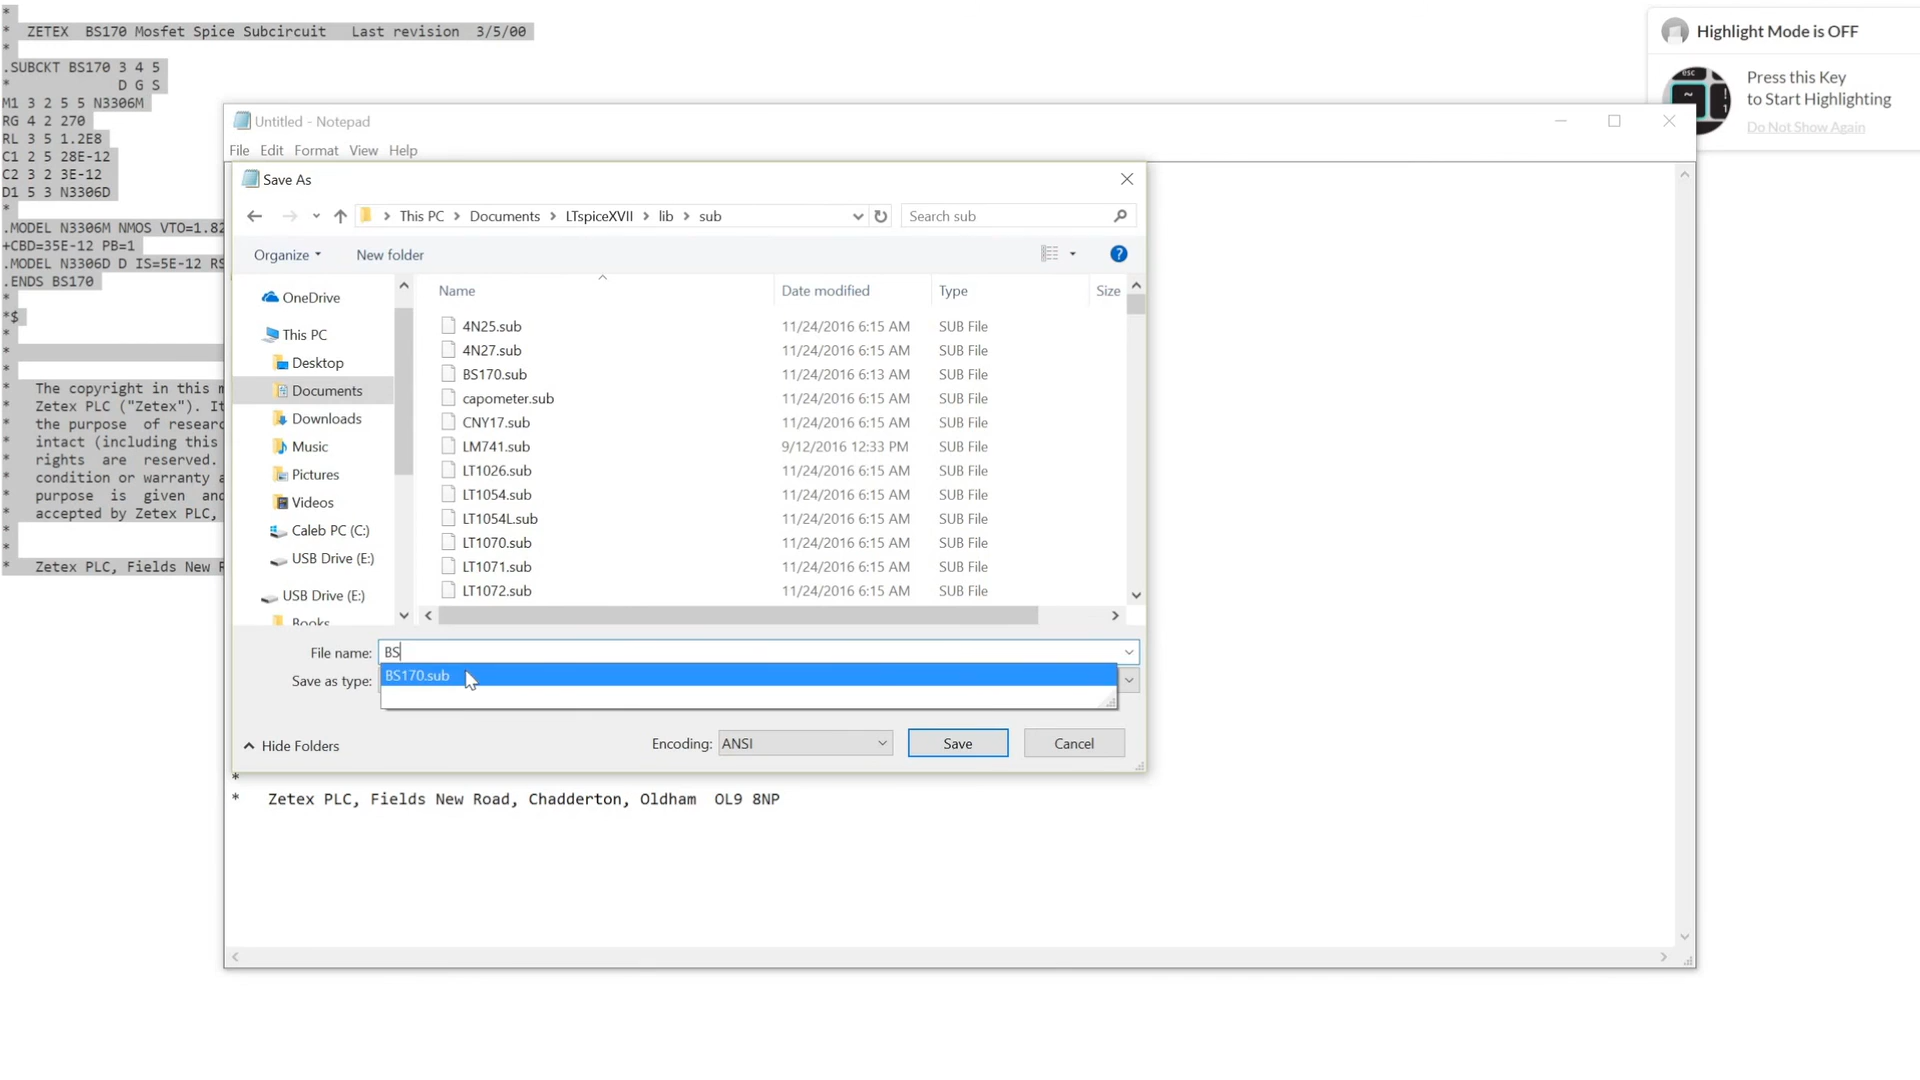 *
* ZETEX BS170 Mosfet Spice Subcircuit Last revision 3/5/00
*
.SUBCKT BS170 3 4 5
* D G S
M1 3 2 5 5 N3306M
RG 4 2 270
RL 3 5 1.2E8
C1 2 5 28E-12
C2 3 2 3E-12
D1 5 3 N3306D
*
.MODEL N3306M NMOS VTO=1.82
+CBD=35E-12 PB=1
.MODEL N3306D D IS=5E-12 RS
.ENDS BS170
*
*$
*
*
*
* The copyright in this m
* Zetex PLC ("Zetex"). It
* the purpose of resear
* intact (including this
* rights are reserved.
* condition or warranty a
* purpose is given and
* accepted by Zetex PLC,
*
*
* Zetex PLC, Fields New R
Highlight Mode is OFF
esc
~
!
1
Press this Key
to Start Highlighting
Do Not Show Again
Untitled - Notepad
File Edit Format View Help
Save As
This PC > Documents > LTspiceXVII > lib > sub
Search sub
Organize
New folder
?
OneDrive
This PC
Desktop
Documents
Downloads
Music
Pictures
Videos
Caleb PC (C:)
USB Drive (E:)
USB Drive (E:)
Books
Name Date modified Type Size
4N25.sub 11/24/2016 6:15 AM SUB File
4N27.sub 11/24/2016 6:15 AM SUB File
BS170.sub 11/24/2016 6:13 AM SUB File
capometer.sub 11/24/2016 6:15 AM SUB File
CNY17.sub 11/24/2016 6:15 AM SUB File
LM741.sub 9/12/2016 12:33 PM SUB File
LT1026.sub 11/24/2016 6:15 AM SUB File
LT1054.sub 11/24/2016 6:15 AM SUB File
LT1054L.sub 11/24/2016 6:15 AM SUB File
LT1070.sub 11/24/2016 6:15 AM SUB File
LT1071.sub 11/24/2016 6:15 AM SUB File
LT1072.sub 11/24/2016 6:15 AM SUB File
File name: BS
BS170.sub
Save as type:
Hide Folders
Encoding: ANSI
Save
Cancel
*
* Zetex PLC, Fields New Road, Chadderton, Oldham OL9 8NP